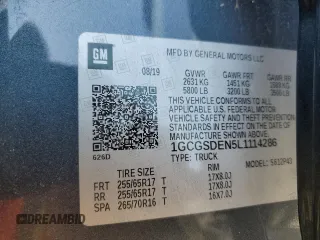 GM
MFD BY GENERAL MOTORS LLC
08/19
GVWR GAWR FRT GAWR RR
2631 KG 1451 KG
5800 LB 3200 LB
THIS VEHICLE CONFORMS TO ALL
APPLICABLE U.S. FEDERAL MOTOR
VEHICLE SAFETY STANDARDS IN
EFFECT ON THE DATE OF
MANUFACTURE SHOWN ABOVE.
1GCGSDEN5L1114286
TYPE: TRUCK
626D
TIRE SIZE RIM
FRT 255/65R17 T 17X8.0J
RR 255/65R17 T 17X8.0J
SPA 265/70R16 T 16X7.0J
DREAMBID